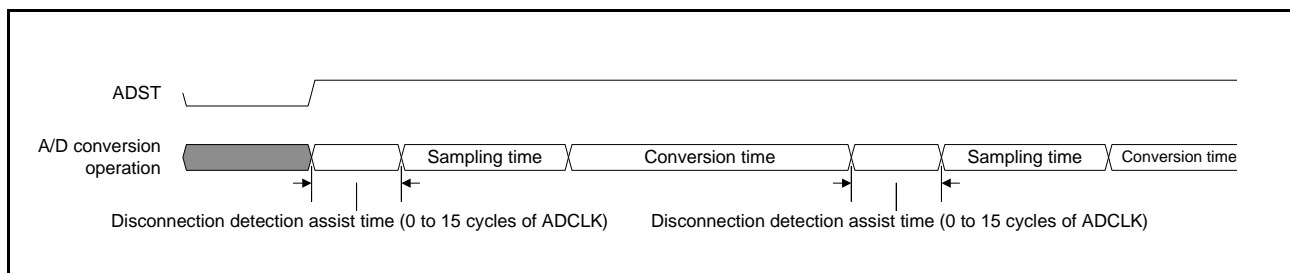 ADST
A/D conversion
operation
Sampling time
Conversion time
Sampling time
Conversion time
Disconnection detection assist time (0 to 15 cycles of ADCLK)
Disconnection detection assist time (0 to 15 cycles of ADCLK)